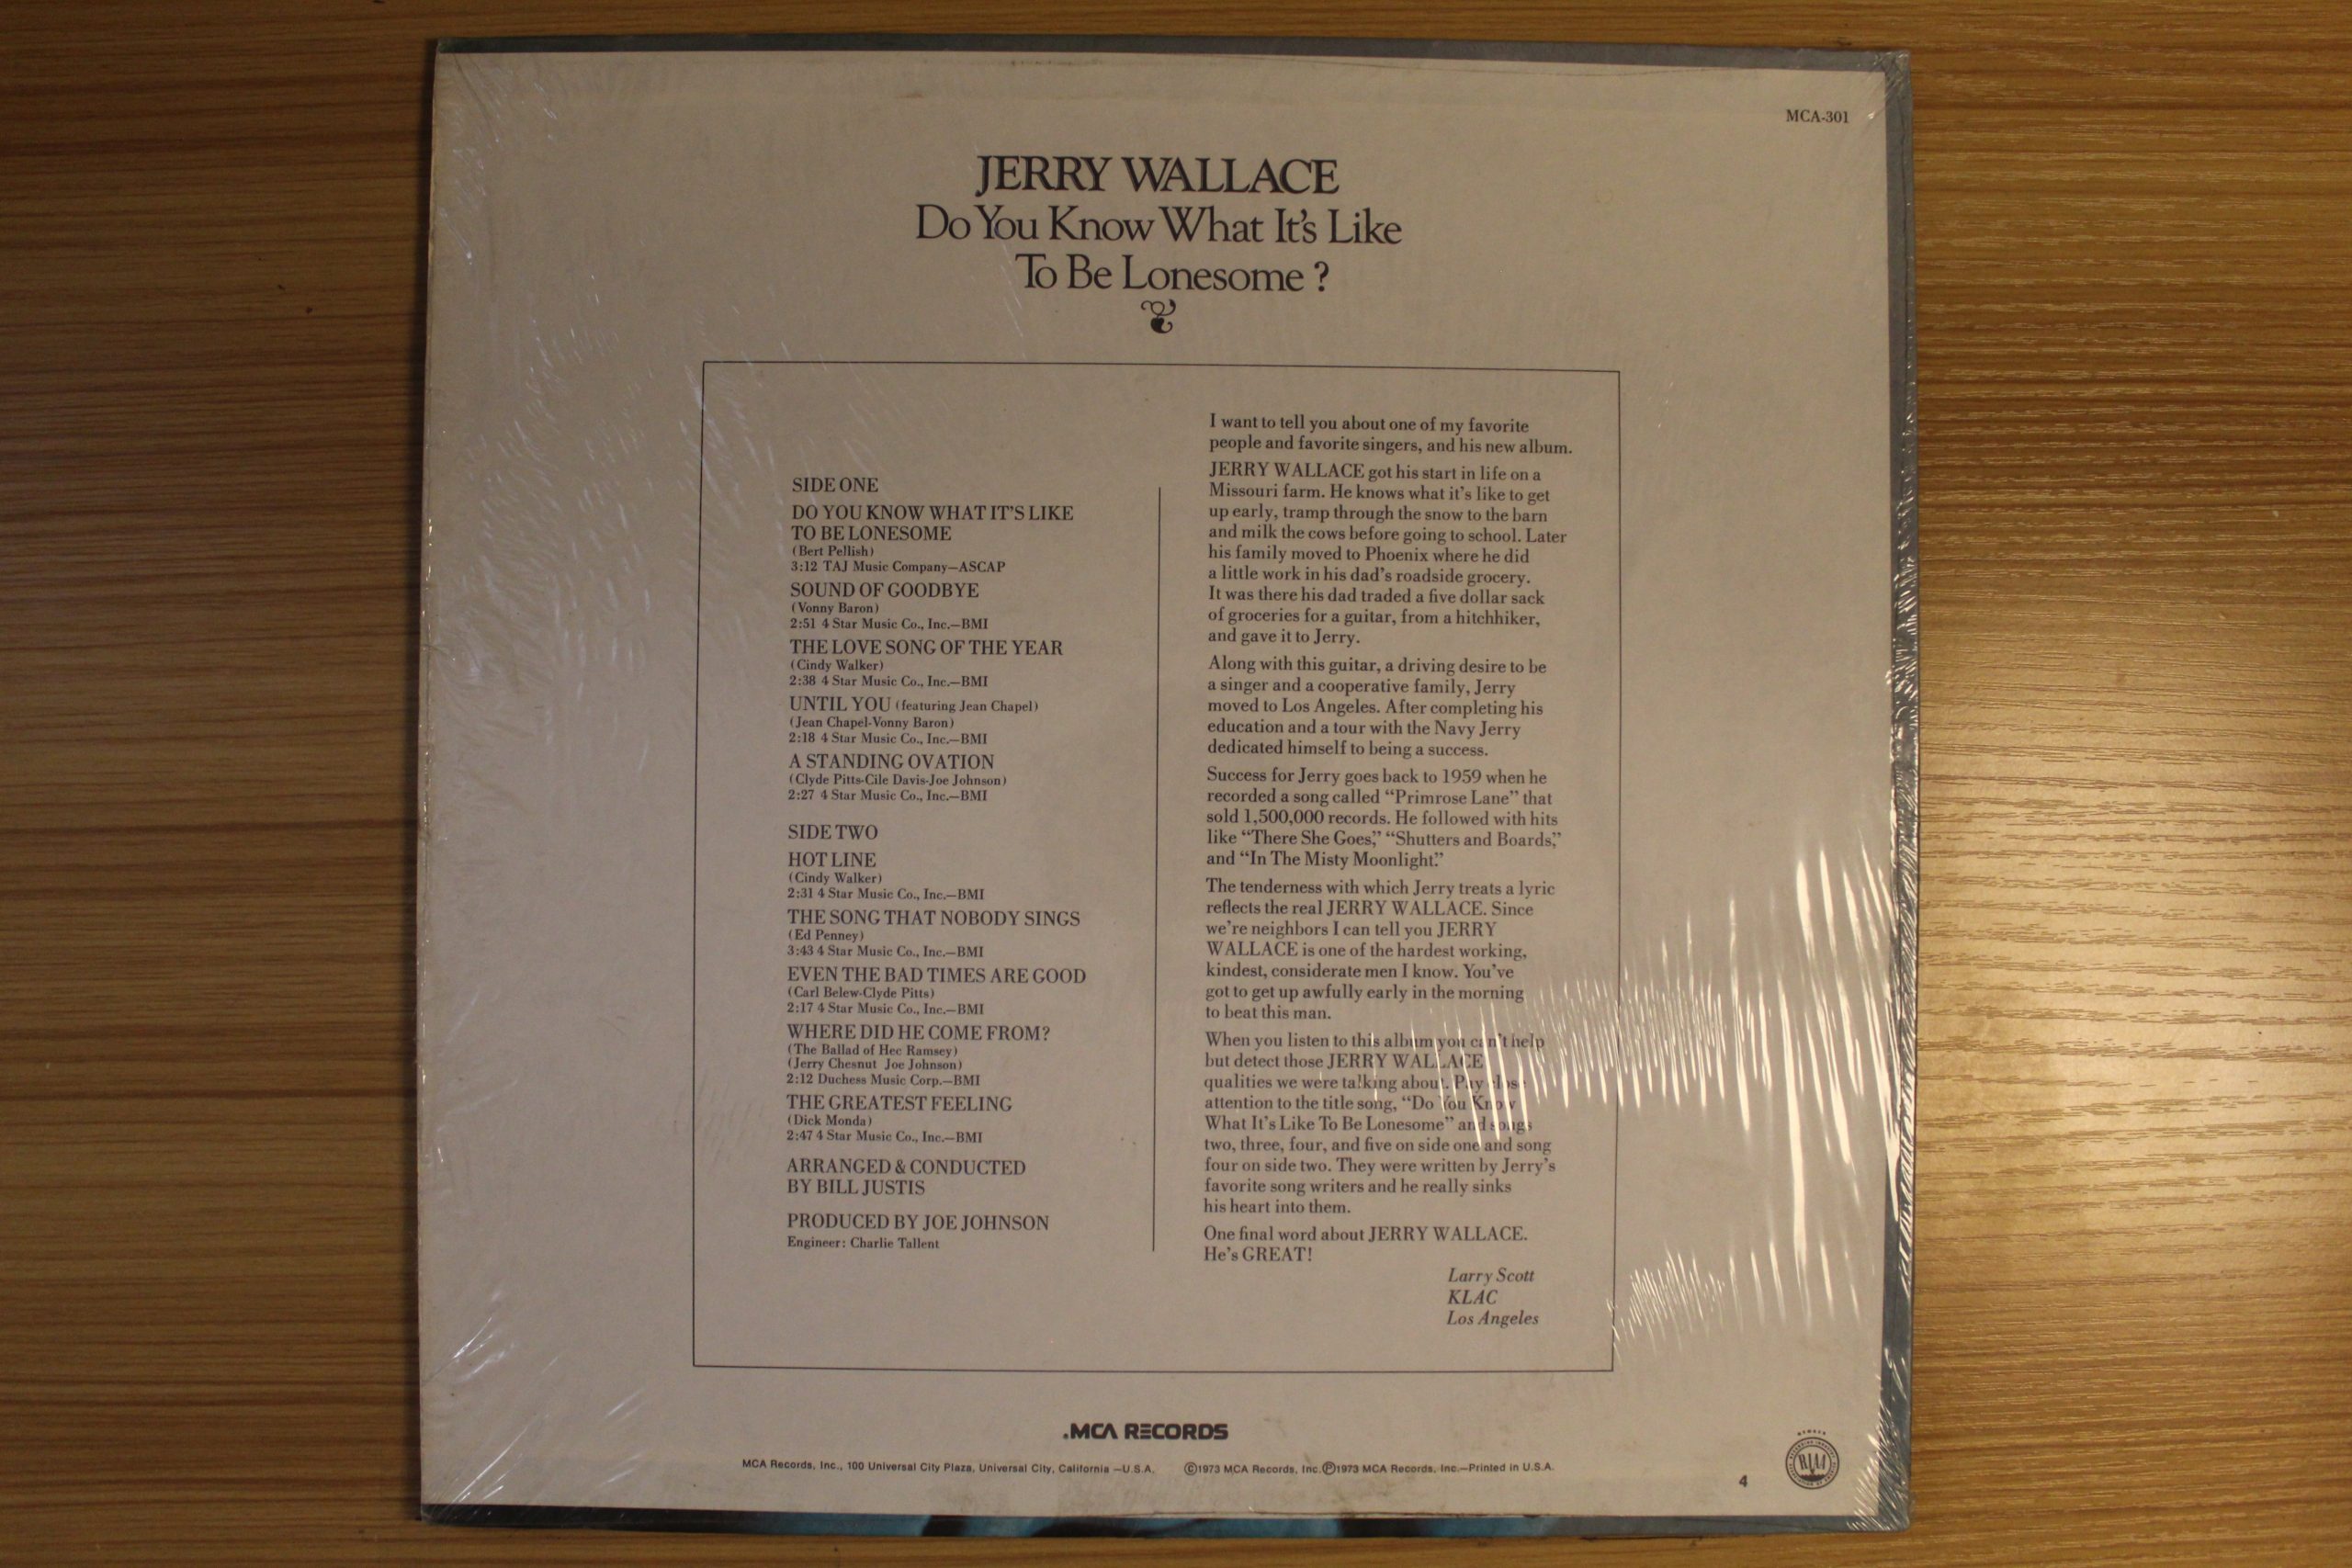 MCA-301
JERRY WALLACE
Do You Know What It's Like
To Be Lonesome ?
SIDE ONE
DO YOU KNOW WHAT IT'S LIKE
TO BE LONESOME
(Bert Pellish)
3:12 TAJ Music Company—ASCAP
SOUND OF GOODBYE
(Vonny Baron)
2:51 4 Star Music Co., Inc.—BMI
THE LOVE SONG OF THE YEAR
(Cindy Walker)
2:38 4 Star Music Co., Inc.—BMI
UNTIL YOU (featuring Jean Chapel)
(Jean Chapel-Vonny Baron)
2:18 4 Star Music Co., Inc.—BMI
A STANDING OVATION
(Clyde Pitts-Cile Davis-Joe Johnson)
2:27 4 Star Music Co., Inc.—BMI
SIDE TWO
HOT LINE
(Cindy Walker)
2:31 4 Star Music Co., Inc.—BMI
THE SONG THAT NOBODY SINGS
(Ed Penney)
3:43 4 Star Music Co., Inc.—BMI
EVEN THE BAD TIMES ARE GOOD
(Carl Belew-Clyde Pitts)
2:17 4 Star Music Co., Inc.—BMI
WHERE DID HE COME FROM?
(The Ballad of Hec Ramsey)
(Jerry Chesnut Joe Johnson)
2:12 Duchess Music Corp.—BMI
THE GREATEST FEELING
(Dick Monda)
2:47 4 Star Music Co., Inc.—BMI
ARRANGED & CONDUCTED
BY BILL JUSTIS
PRODUCED BY JOE JOHNSON
Engineer: Charlie Tallent
I want to tell you about one of my favorite
people and favorite singers, and his new album.
JERRY WALLACE got his start in life on a
Missouri farm. He knows what it's like to get
up early, tramp through the snow to the barn
and milk the cows before going to school. Later
his family moved to Phoenix where he did
a little work in his dad's roadside grocery.
It was there his dad traded a five dollar sack
of groceries for a guitar, from a hitchhiker,
and gave it to Jerry.
Along with this guitar, a driving desire to be
a singer and a cooperative family, Jerry
moved to Los Angeles. After completing his
education and a tour with the Navy Jerry
dedicated himself to being a success.
Success for Jerry goes back to 1959 when he
recorded a song called “Primrose Lane” that
sold 1,500,000 records. He followed with hits
like “There She Goes,” “Shutters and Boards,”
and “In The Misty Moonlight.”
The tenderness with which Jerry treats a lyric
reflects the real JERRY WALLACE. Since
we're neighbors I can tell you JERRY
WALLACE is one of the hardest working,
kindest, considerate men I know. You've
got to get up awfully early in the morning
to beat this man.
When you listen to this album you can't help
but detect those JERRY WALLACE
qualities we were talking about. Pay close
attention to the title song, “Do You Know
What It's Like To Be Lonesome” and songs
two, three, four, and five on side one and song
four on side two. They were written by Jerry's
favorite song writers and he really sinks
his heart into them.
One final word about JERRY WALLACE.
He's GREAT!
Larry Scott
KLAC
Los Angeles
.MCA RECORDS
MCA Records, Inc., 100 Universal City Plaza, Universal City, California —U.S.A. ©1973 MCA Records, Inc. ℗1973 MCA Records, Inc.—Printed in U.S.A.
4
MEMBER
RIAA